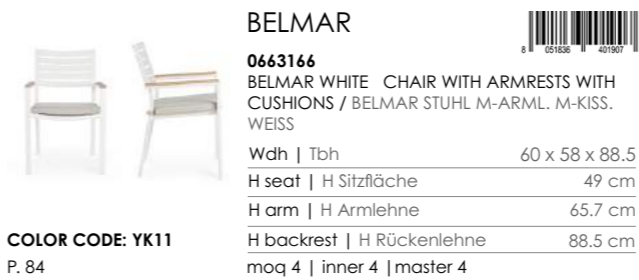 BELMAR
8 051836 401907
0663166
BELMAR WHITE CHAIR WITH ARMRESTS WITH
CUSHIONS / BELMAR STUHL M-ARML. M-KISS.
WEISS
Wdh | Tbh 60 x 58 x 88.5
H seat | H Sitzfläche 49 cm
H arm | H Armlehne 65.7 cm
H backrest | H Rückenlehne 88.5 cm
moq 4 | inner 4 |master 4
COLOR CODE: YK11
P. 84